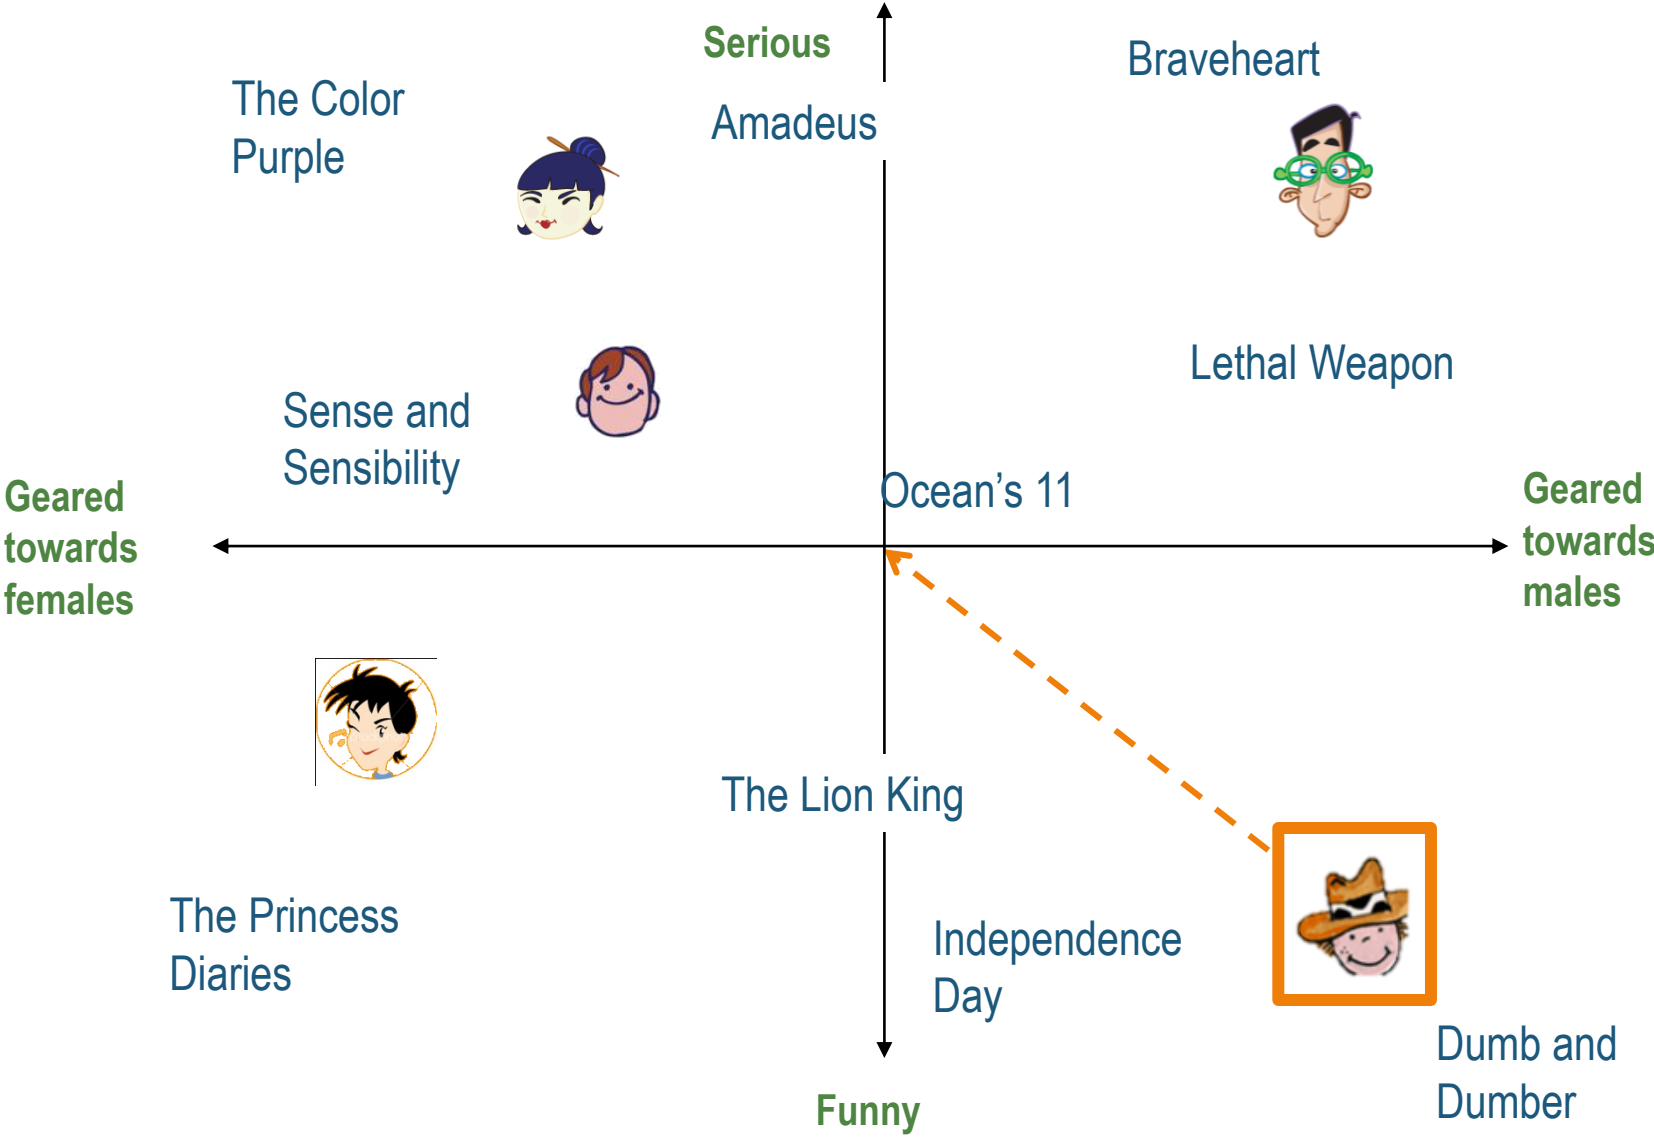 Serious
Braveheart
The Color
Purple
Amadeus
Lethal Weapon
Sense and
Sensibility
Ocean’s 11
Geared
towards
females
Geared
towards
males
The Lion King
The Princess
Diaries
Independence
Day
Dumb and
Dumber
Funny